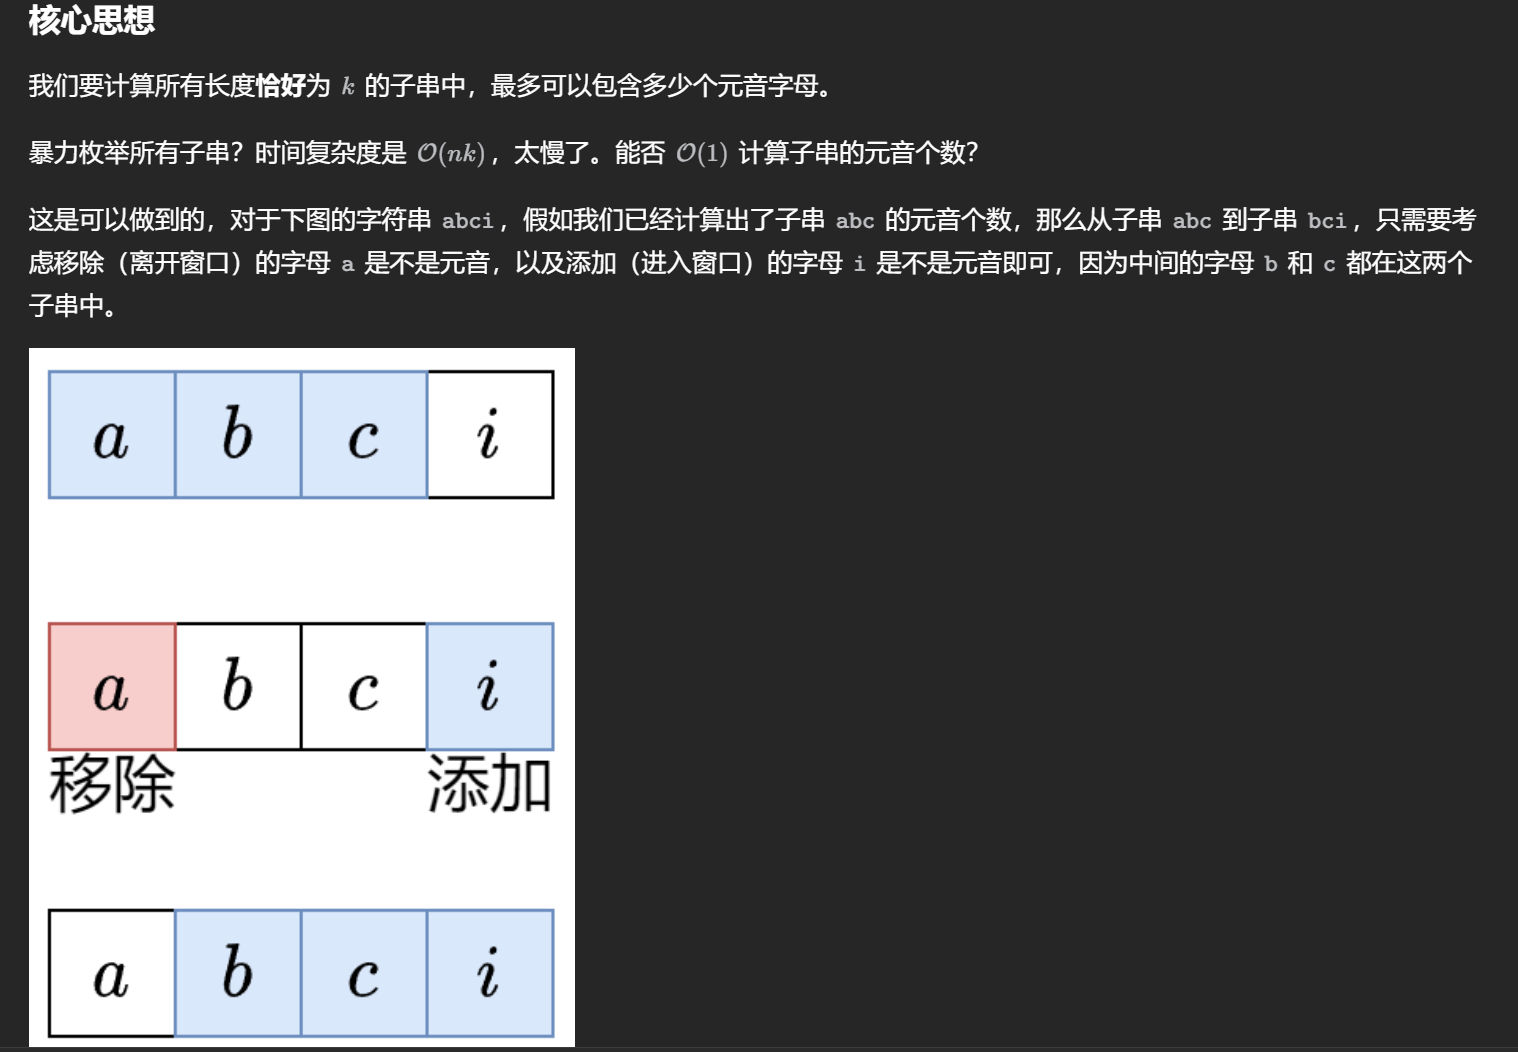 核心思想
我们要计算所有长度恰好为 k 的子串中，最多可以包含多少个元音字母。
暴力枚举所有子串？时间复杂度是 O(nk)，太慢了。能否 O(1) 计算子串的元音个数？
这是可以做到的，对于下图的字符串 abci，假如我们已经计算出了子串 abc 的元音个数，那么从子串 abc 到子串 bci，只需要考
虑移除（离开窗口）的字母 a 是不是元音，以及添加（进入窗口）的字母 i 是不是元音即可，因为中间的字母 b 和 c 都在这两个
子串中。
a b c i
a b c i
移除 添加
a b c i